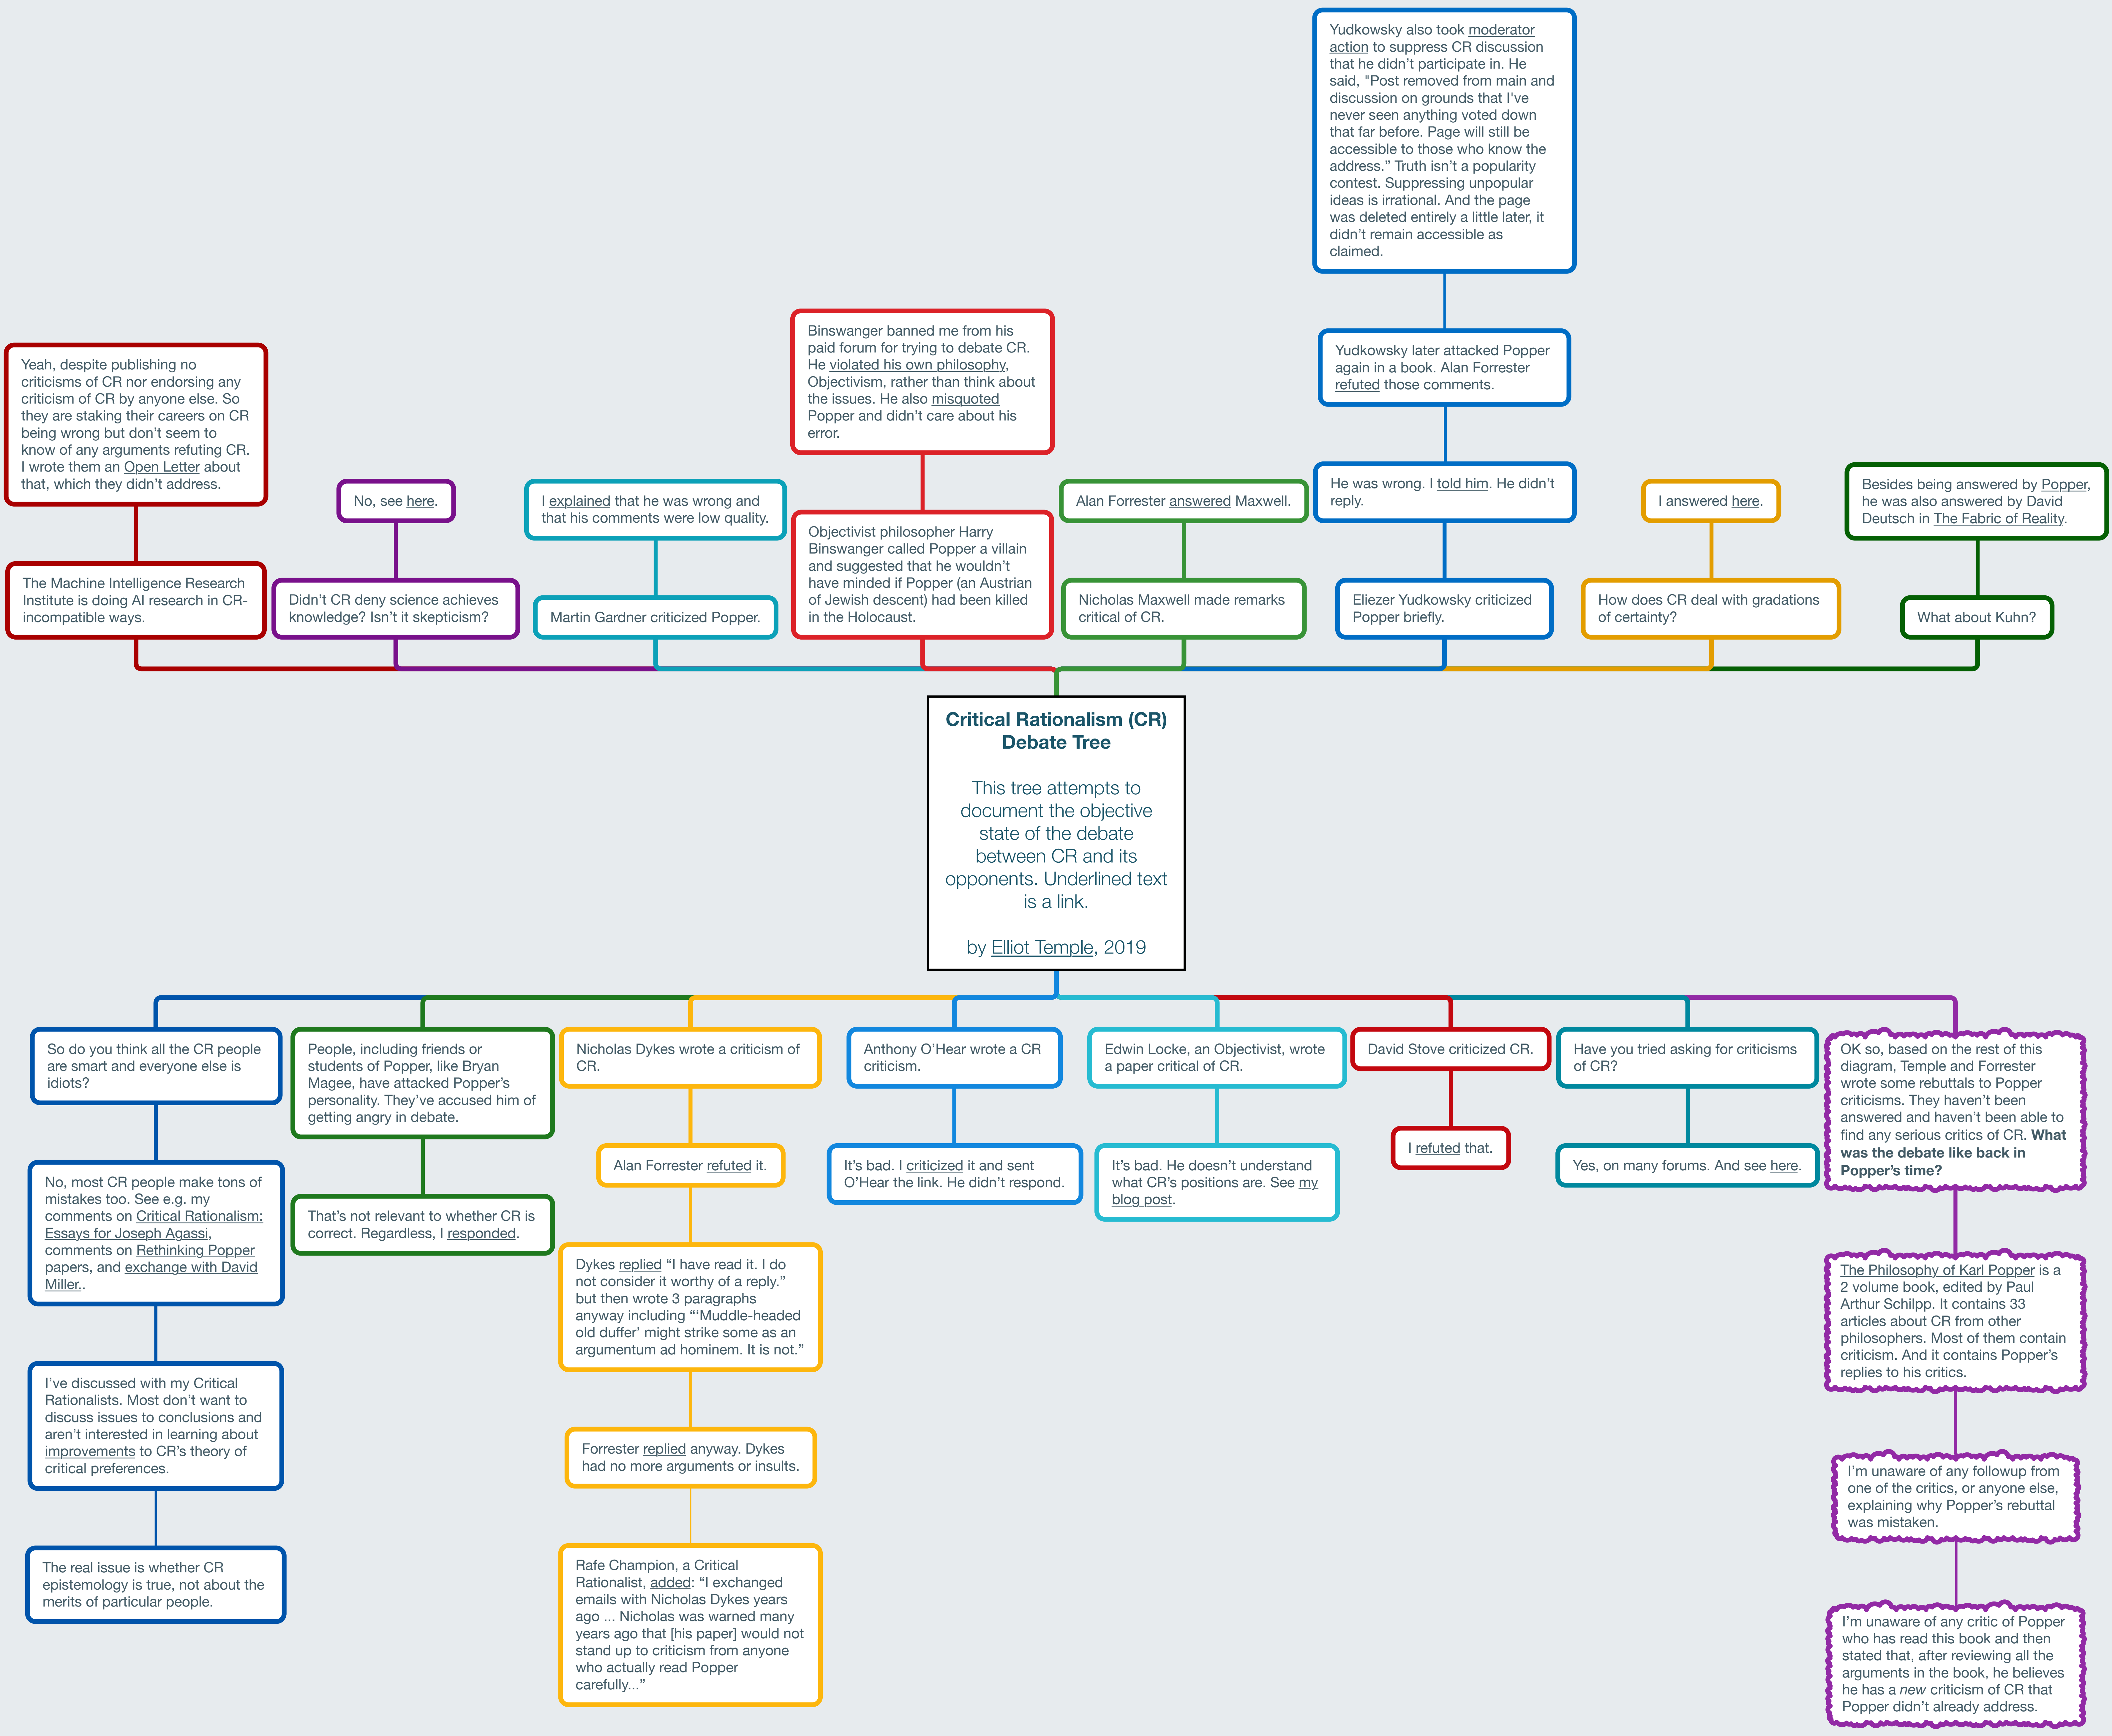 Yudkowsky also took moderator
action to suppress CR discussion
that he didn't participate in. He
said, "Post removed from main and
discussion on grounds that I've
never seen anything voted down
that far before. Page will still be
accessible to those who know the
address.” Truth isn’t a popularity
contest. Suppressing unpopular
ideas is irrational. And the page
was deleted entirely a little later, it
didn’t remain accessible as
claimed.
Yudkowsky later attacked Popper
again in a book. Alan Forrester
refuted those comments.
He was wrong. I told him. He didn’t
reply.
Eliezer Yudkowsky criticized
Popper briefly.
Yeah, despite publishing no
criticisms of CR nor endorsing any
criticism of CR by anyone else. So
they are staking their careers on CR
being wrong but don’t seem to
know of any arguments refuting CR.
I wrote them an Open Letter about
that, which they didn’t address.
The Machine Intelligence Research
Institute is doing AI research in CR-
incompatible ways.
No, see here.
Didn’t CR deny science achieves
knowledge? Isn’t it skepticism?
I explained that he was wrong and
that his comments were low quality.
Martin Gardner criticized Popper.
Binswanger banned me from his
paid forum for trying to debate CR.
He violated his own philosophy,
Objectivism, rather than think about
the issues. He also misquoted
Popper and didn’t care about his
error.
Objectivist philosopher Harry
Binswanger called Popper a villain
and suggested that he wouldn’t
have minded if Popper (an Austrian
of Jewish descent) had been killed
in the Holocaust.
Alan Forrester answered Maxwell.
Nicholas Maxwell made remarks
critical of CR.
I answered here.
How does CR deal with gradations
of certainty?
Besides being answered by Popper,
he was also answered by David
Deutsch in The Fabric of Reality.
What about Kuhn?
Critical Rationalism (CR)
Debate Tree
This tree attempts to
document the objective
state of the debate
between CR and its
opponents. Underlined text
is a link.
by Elliot Temple, 2019
So do you think all the CR people
are smart and everyone else is
idiots?
No, most CR people make tons of
mistakes too. See e.g. my
comments on Critical Rationalism:
Essays for Joseph Agassi,
comments on Rethinking Popper
papers, and exchange with David
Miller..
I’ve discussed with my Critical
Rationalists. Most don’t want to
discuss issues to conclusions and
aren’t interested in learning about
improvements to CR’s theory of
critical preferences.
The real issue is whether CR
epistemology is true, not about the
merits of particular people.
People, including friends or
students of Popper, like Bryan
Magee, have attacked Popper’s
personality. They’ve accused him of
getting angry in debate.
That’s not relevant to whether CR is
correct. Regardless, I responded.
Nicholas Dykes wrote a criticism of
CR.
Alan Forrester refuted it.
Dykes replied “I have read it. I do
not consider it worthy of a reply.”
but then wrote 3 paragraphs
anyway including “‘Muddle-headed
old duffer’ might strike some as an
argumentum ad hominem. It is not.”
Forrester replied anyway. Dykes
had no more arguments or insults.
Rafe Champion, a Critical
Rationalist, added: “I exchanged
emails with Nicholas Dykes years
ago ... Nicholas was warned many
years ago that [his paper] would not
stand up to criticism from anyone
who actually read Popper
carefully...”
Anthony O’Hear wrote a CR
criticism.
It’s bad. I criticized it and sent
O’Hear the link. He didn’t respond.
Edwin Locke, an Objectivist, wrote
a paper critical of CR.
It’s bad. He doesn’t understand
what CR’s positions are. See my
blog post.
David Stove criticized CR.
I refuted that.
Have you tried asking for criticisms
of CR?
Yes, on many forums. And see here.
OK so, based on the rest of this
diagram, Temple and Forrester
wrote some rebuttals to Popper
criticisms. They haven’t been
answered and haven’t been able to
find any serious critics of CR. What
was the debate like back in
Popper’s time?
The Philosophy of Karl Popper is a
2 volume book, edited by Paul
Arthur Schilpp. It contains 33
articles about CR from other
philosophers. Most of them contain
criticism. And it contains Popper’s
replies to his critics.
I’m unaware of any followup from
one of the critics, or anyone else,
explaining why Popper’s rebuttal
was mistaken.
I’m unaware of any critic of Popper
who has read this book and then
stated that, after reviewing all the
arguments in the book, he believes
he has a new criticism of CR that
Popper didn’t already address.